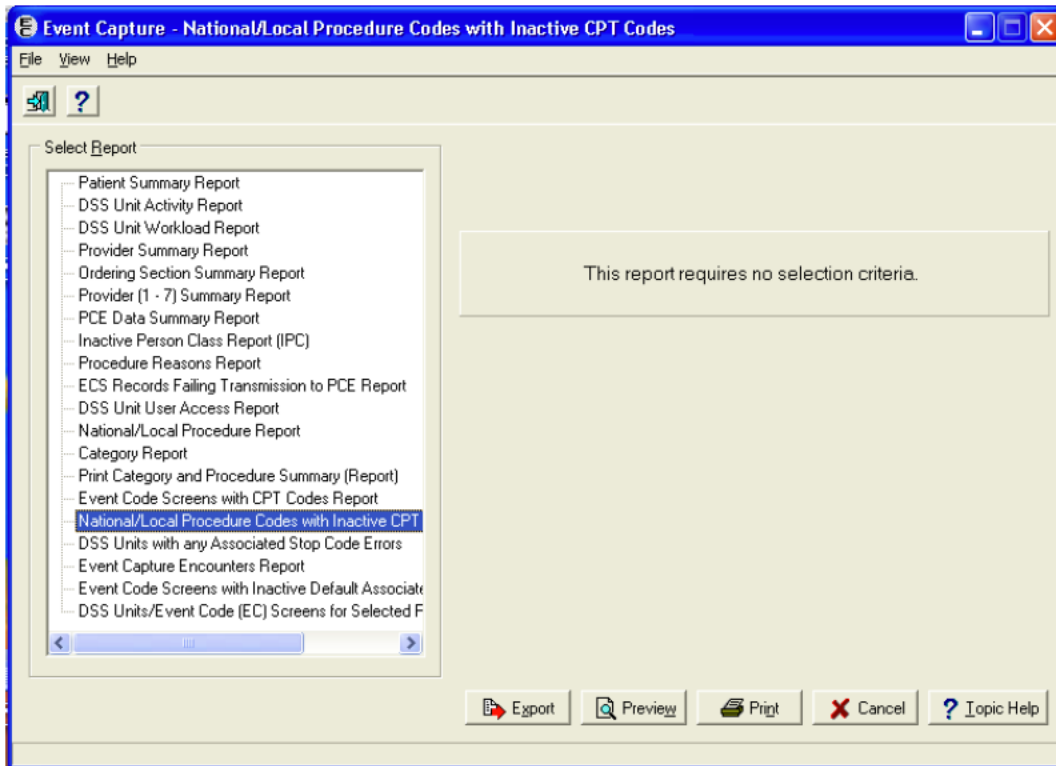 Event Capture - National/Local Procedure Codes with Inactive CPT Codes
File View Help
?
Select Report
Patient Summary Report
DSS Unit Activity Report
DSS Unit Workload Report
Provider Summary Report
Ordering Section Summary Report
Provider (1 - 7) Summary Report
PCE Data Summary Report
Inactive Person Class Report (IPC)
Procedure Reasons Report
ECS Records Failing Transmission to PCE Report
DSS Unit User Access Report
National/Local Procedure Report
Category Report
Print Category and Procedure Summary (Report)
Event Code Screens with CPT Codes Report
National/Local Procedure Codes with Inactive CPT
DSS Units with any Associated Stop Code Errors
Event Capture Encounters Report
Event Code Screens with Inactive Default Associate
DSS Units/Event Code (EC) Screens for Selected F
This report requires no selection criteria.
Export Preview Print Cancel ? Topic Help